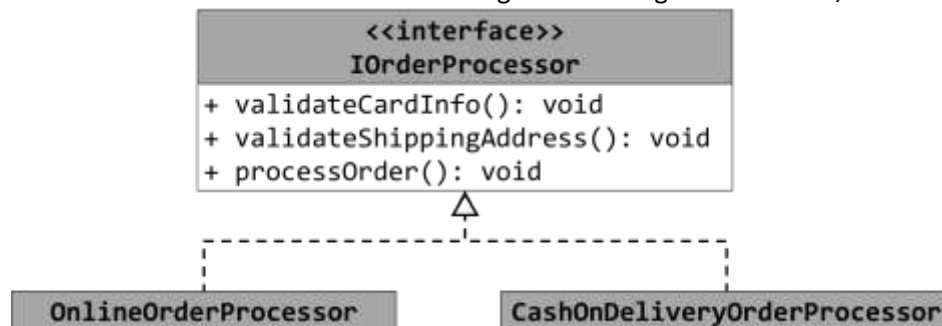 <<interface>>
IOrderProcessor
+ validateCardInfo(): void
+ validateShippingAddress(): void
+ processOrder(): void
OnlineOrderProcessor
CashOnDeliveryOrderProcessor